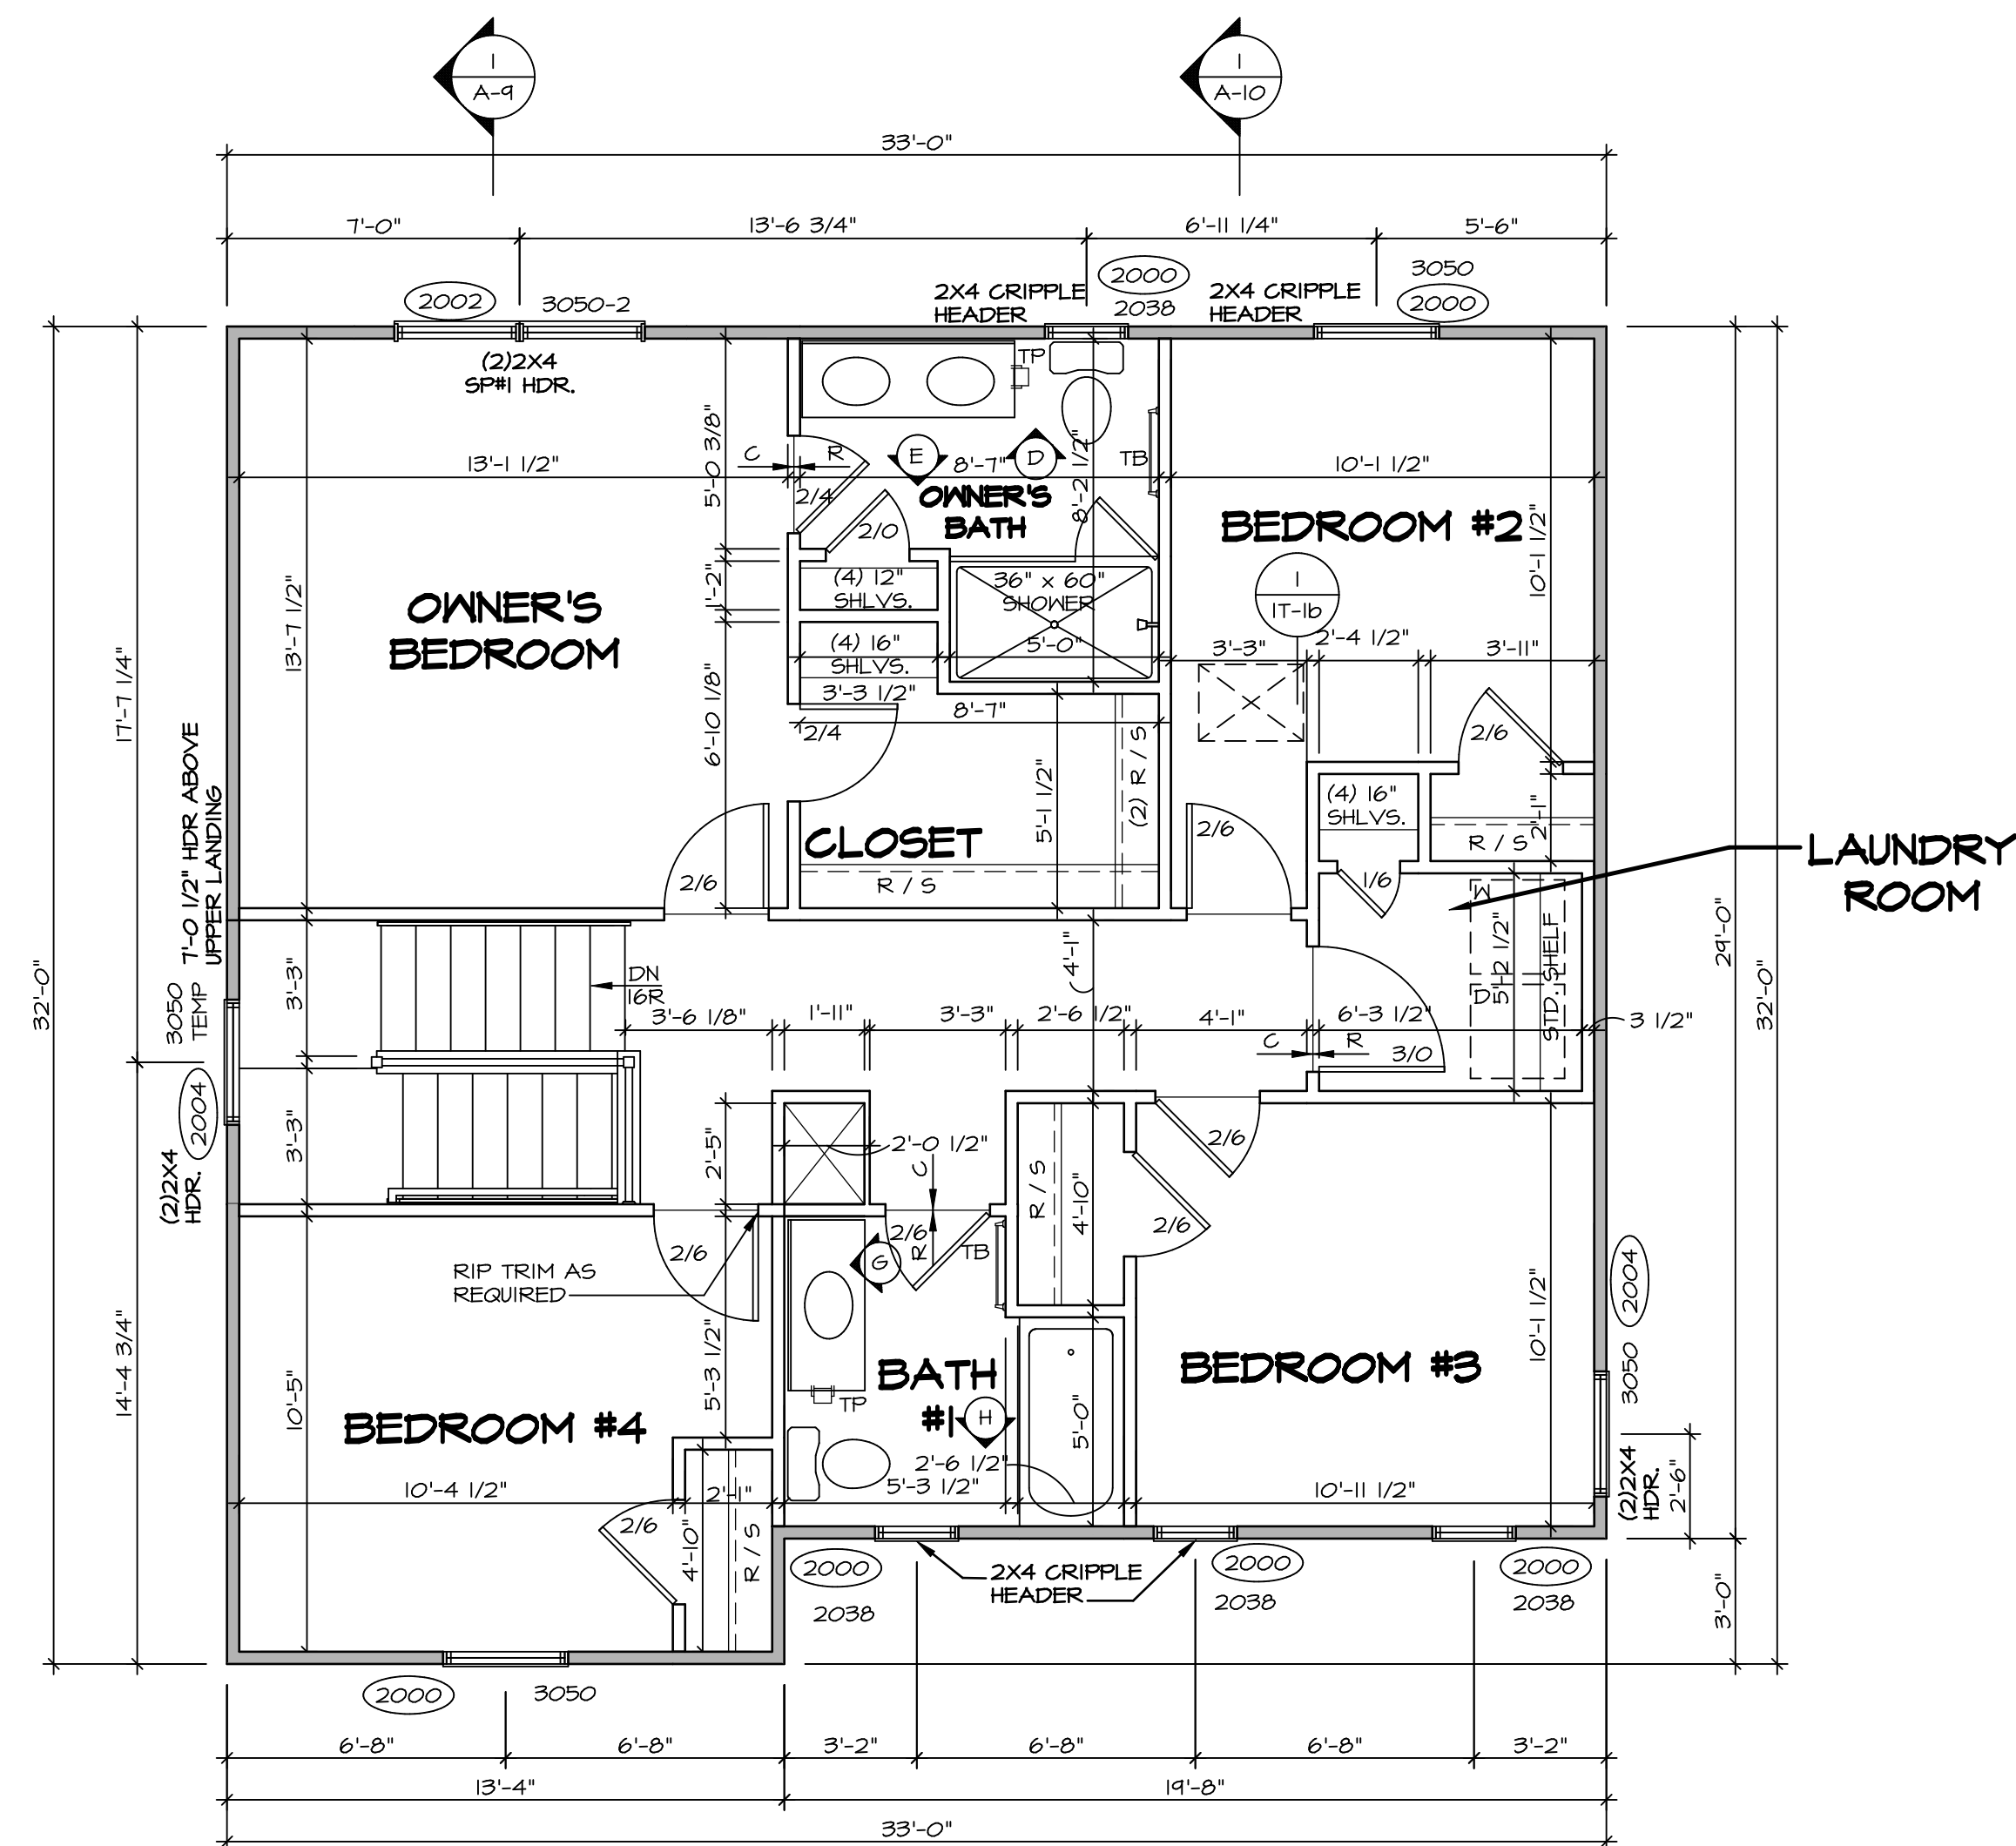 1
A-9
1
A-10
33'-0"
7'-0"
13'-6 3/4"
6'-11 1/4"
5'-6"
2002
3050-2
2X4 CRIPPLE
HEADER
2000
2038
2X4 CRIPPLE
HEADER
3050
2000
(2)2X4
SP#1 HDR.
TP
13'-1 1/2"
5'-0 3/8"
C
R
2/4
E
8'-7"
D
8'-2 1/2"
TB
OWNER'S
BATH
10'-1 1/2"
BEDROOM #2
10'-1 1/2"
2/0
1'-2"
(4) 12"
SHLVS.
36" x 60"
SHOWER
1
IT-1b
OWNER'S
BEDROOM
13'-7 1/2"
17'-7 1/4"
(4) 16"
SHLVS.
5'-0"
3'-3"
2'-4 1/2"
3'-11"
3'-3 1/2"
8'-7"
6'-10 1/8"
2/4
2/6
7'-0 1/2" HDR ABOVE
UPPER LANDING
5'-1 1/2"
(2) R / S
(4) 16"
SHLVS.
2'-1"
R / S
CLOSET
R / S
2/6
2/6
1/6
LAUNDRY
ROOM
W
5'-2 1/2"
STD. SHELF
D
29'-0"
32'-0"
32'-0"
3050
TEMP
2004
3'-3"
DN
16R
4'-1"
3'-6 1/8"
1'-11"
3'-3"
2'-6 1/2"
4'-1"
6'-3 1/2"
3 1/2"
C
R
3/0
3'-3"
(2)2X4
HDR.
2'-5"
2'-0 1/2"
C
R
2/6
TB
R / S
4'-10"
2/6
2/6
2/6
RIP TRIM AS
REQUIRED
G
2004
3050
14'-4 3/4"
10'-5"
5'-3 1/2"
BATH
#1
H
TP
5'-0"
BEDROOM #3
10'-1 1/2"
BEDROOM #4
10'-4 1/2"
2'-1"
2'-6 1/2"
5'-3 1/2"
10'-11 1/2"
(2)2X4
HDR.
2'-6"
2/6
4'-10"
R / S
2000
2038
2X4 CRIPPLE
HEADER
2000
2038
2000
2038
3'-0"
2000
3050
6'-8"
6'-8"
3'-2"
6'-8"
6'-8"
3'-2"
13'-4"
19'-8"
33'-0"